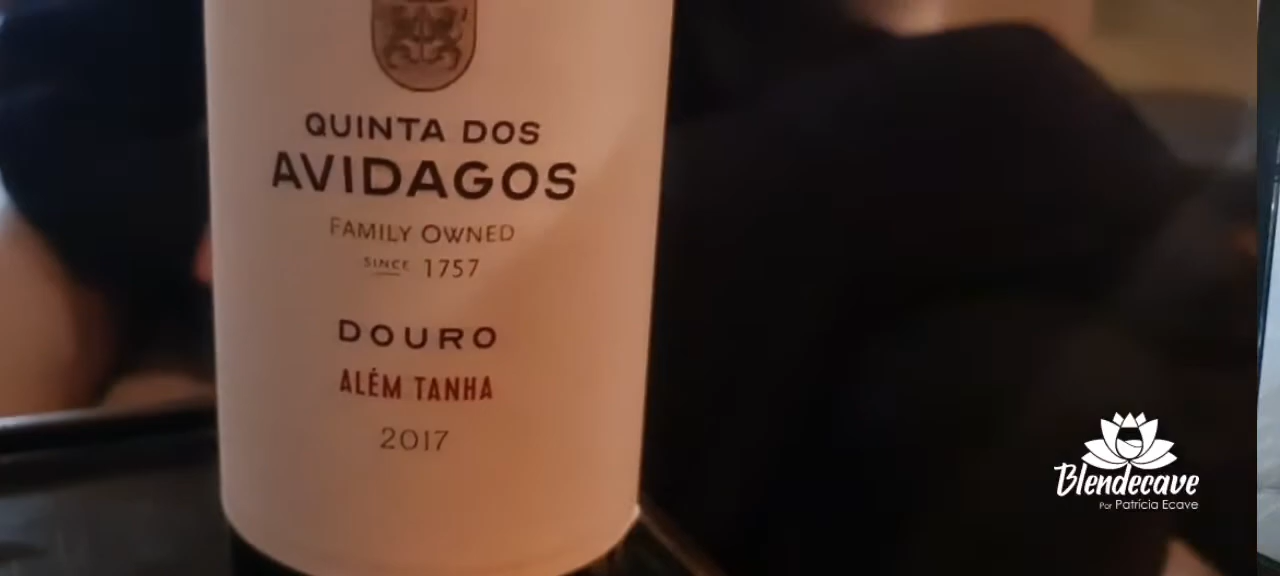 QUINTA DOS
AVIDAGOS
FAMILY OWNED
SINCE 1757
DOURO
ALÉM TANHA
2017
Blendecave
Por Patrícia Ecave